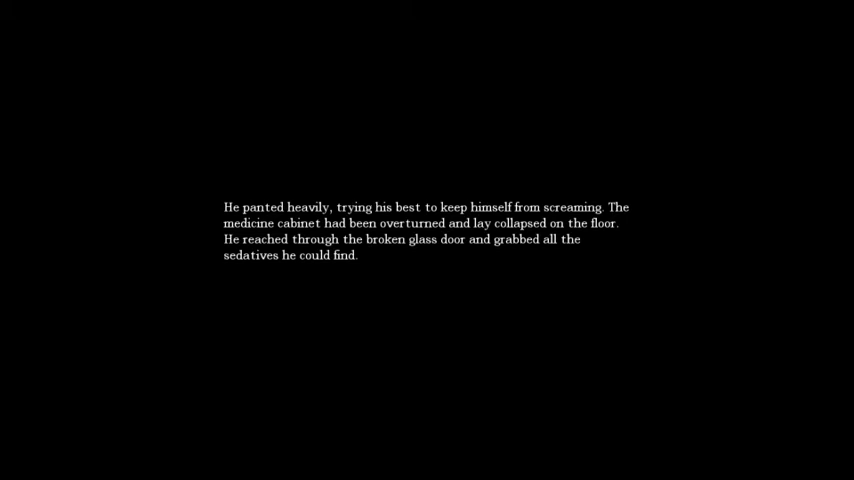 He panted heavily, trying his best to keep himself from screaming. The
medicine cabinet had been overturned and lay collapsed on the floor.
He reached through the broken glass door and grabbed all the
sedatives he could find.